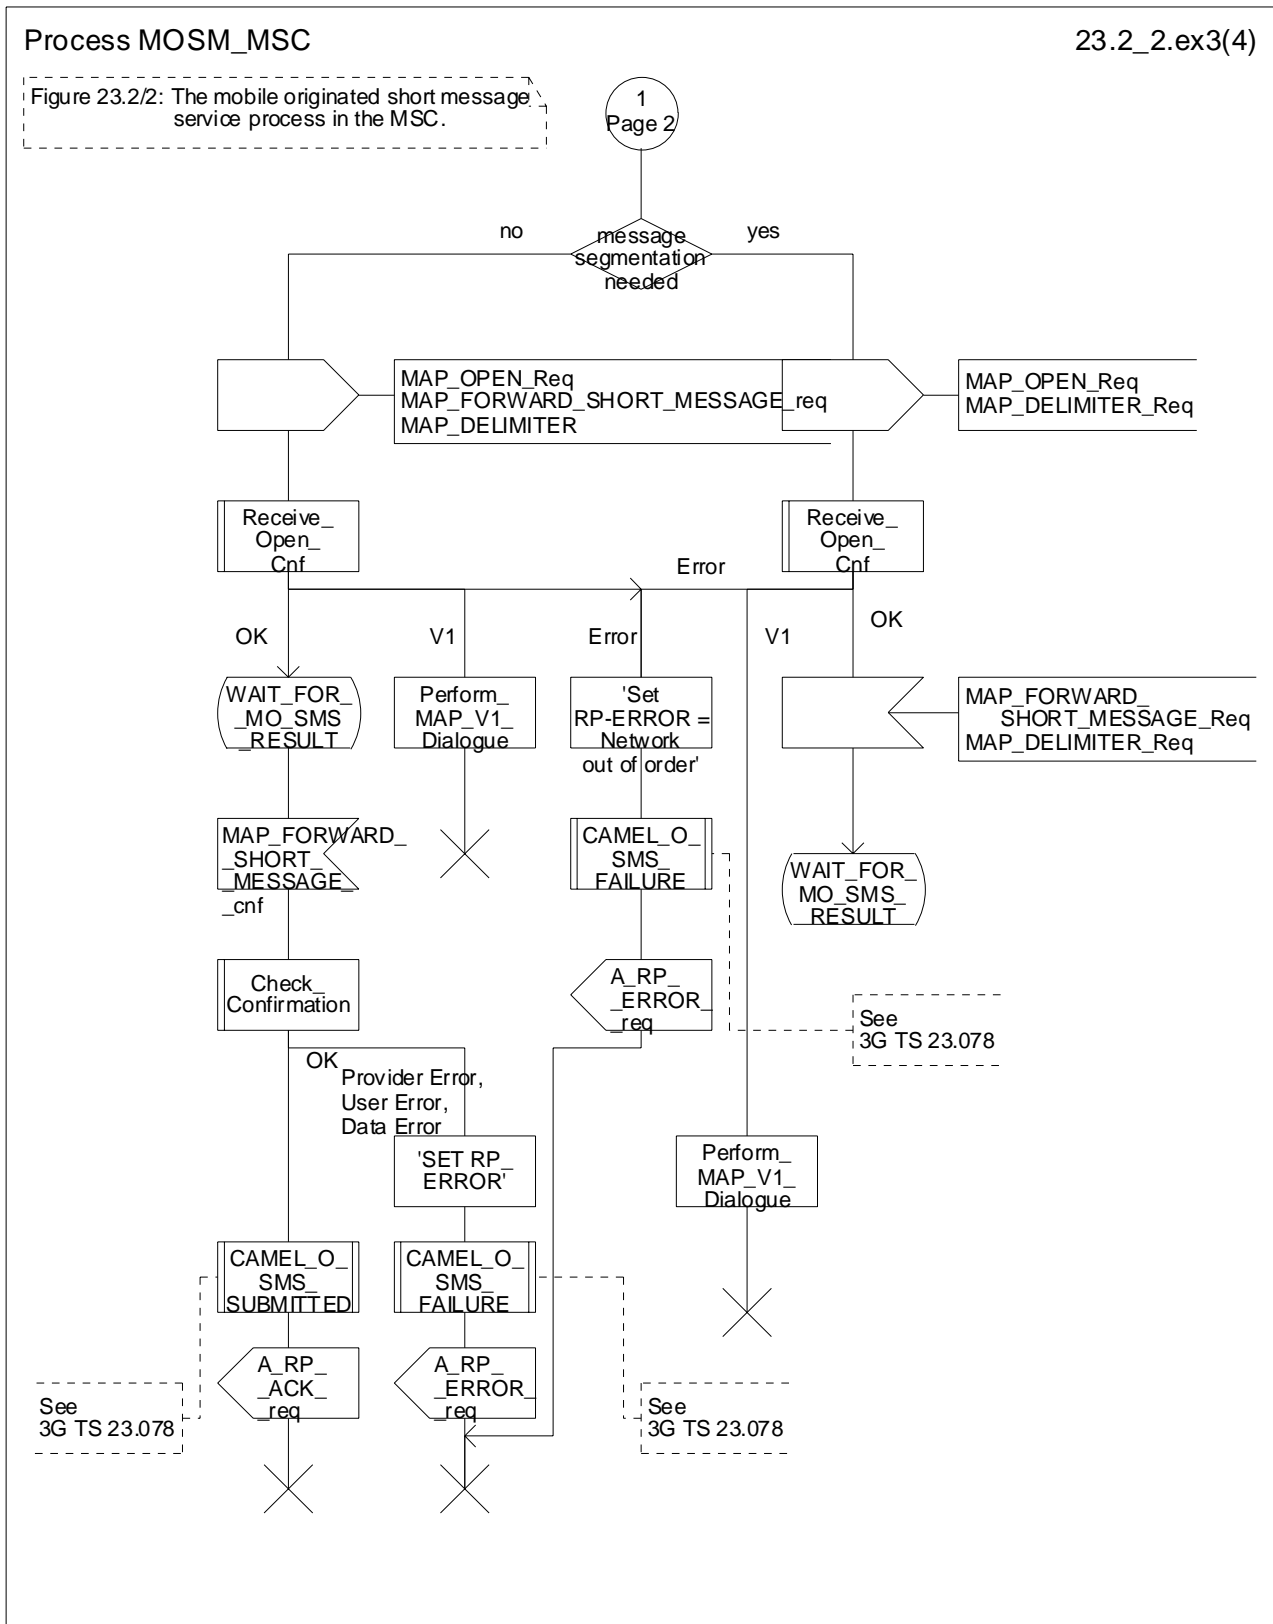 Process MOSM_MSC
23.2_2.ex3(4)
Figure 23.2/2: The mobile originated short message
service process in the MSC.
1
Page 2
no
message
segmentation
needed
yes
MAP_OPEN_Req
MAP_FORWARD_SHORT_MESSAGE_req
MAP_DELIMITER
MAP_OPEN_Req
MAP_DELIMITER_Req
Receive_
Open_
Cnf
Receive_
Open_
Cnf
Error
OK
V1
Error
V1
OK
WAIT_FOR_
_MO_SMS
_RESULT
Perform_
MAP_V1_
Dialogue
'Set
RP-ERROR =
Network
out of order'
MAP_FORWARD_
SHORT_MESSAGE_Req
MAP_DELIMITER_Req
MAP_FORWARD_
_SHORT_
_MESSAGE_
_cnf
CAMEL_O_
SMS_
FAILURE
WAIT_FOR_
MO_SMS_
RESULT
Check_
Confirmation
A_RP_
_ERROR_
_req
See
3G TS 23.078
OK
Provider Error,
User Error,
Data Error
'SET RP_
ERROR'
Perform_
MAP_V1_
Dialogue
CAMEL_O_
SMS_
SUBMITTED
CAMEL_O_
SMS_
FAILURE
A_RP_
_ACK_
_req
A_RP_
_ERROR_
_req
See
3G TS 23.078
See
3G TS 23.078